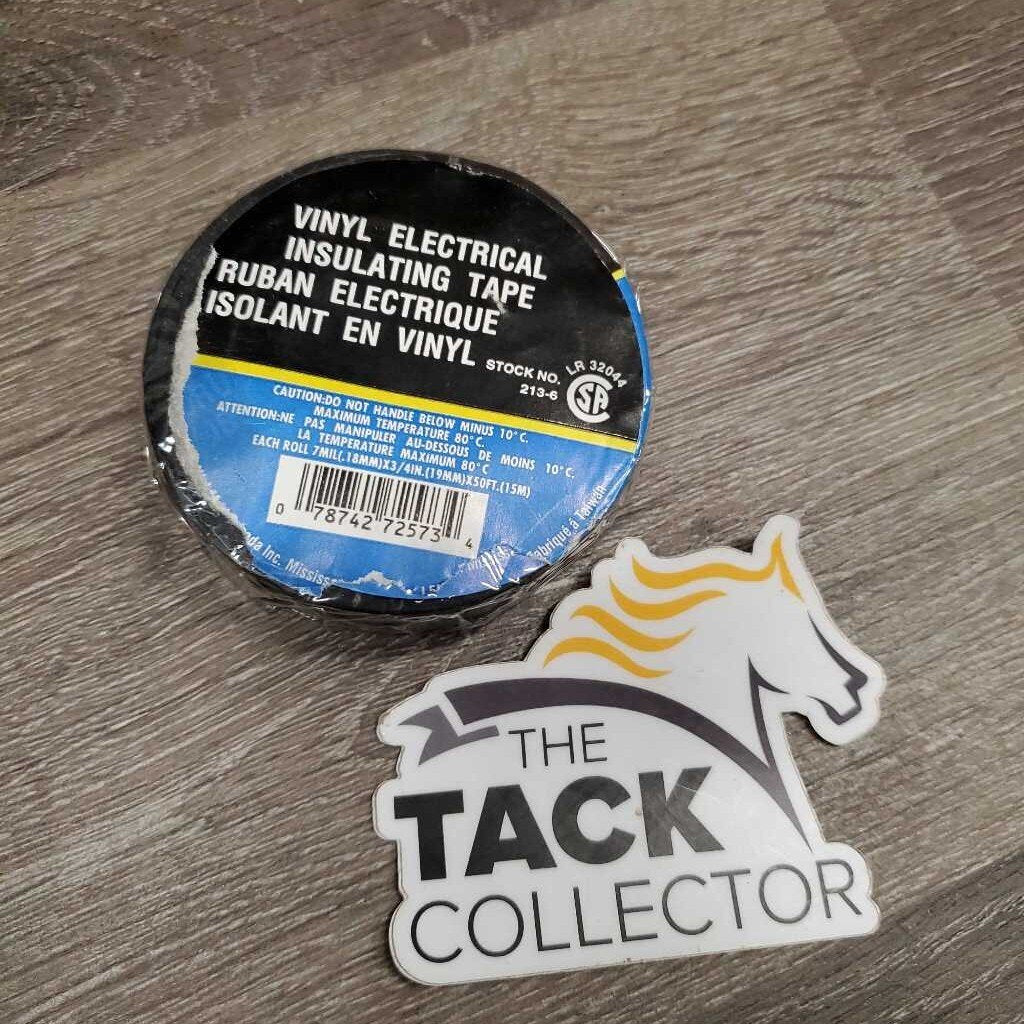 VINYL ELECTRICAL
INSULATING TAPE
RUBAN ELECTRIQUE
ISOLANT EN VINYL
STOCK NO.
213-6
LR 32044
CAUTION:DO NOT HANDLE BELOW MINUS 10°C.
MAXIMUM TEMPERATURE 80°C.
ATTENTION:NE PAS MANIPULER AU-DESSOUS DE MOINS 10°C.
LA TEMPERATURE MAXIMUM 80°C
EACH ROLL 7MIL(.18MM)X3/4IN.(19MM)X50FT.(15M)
0 78742 72573 4
Inc.
à Taiwan
THE
TACK
COLLECTOR